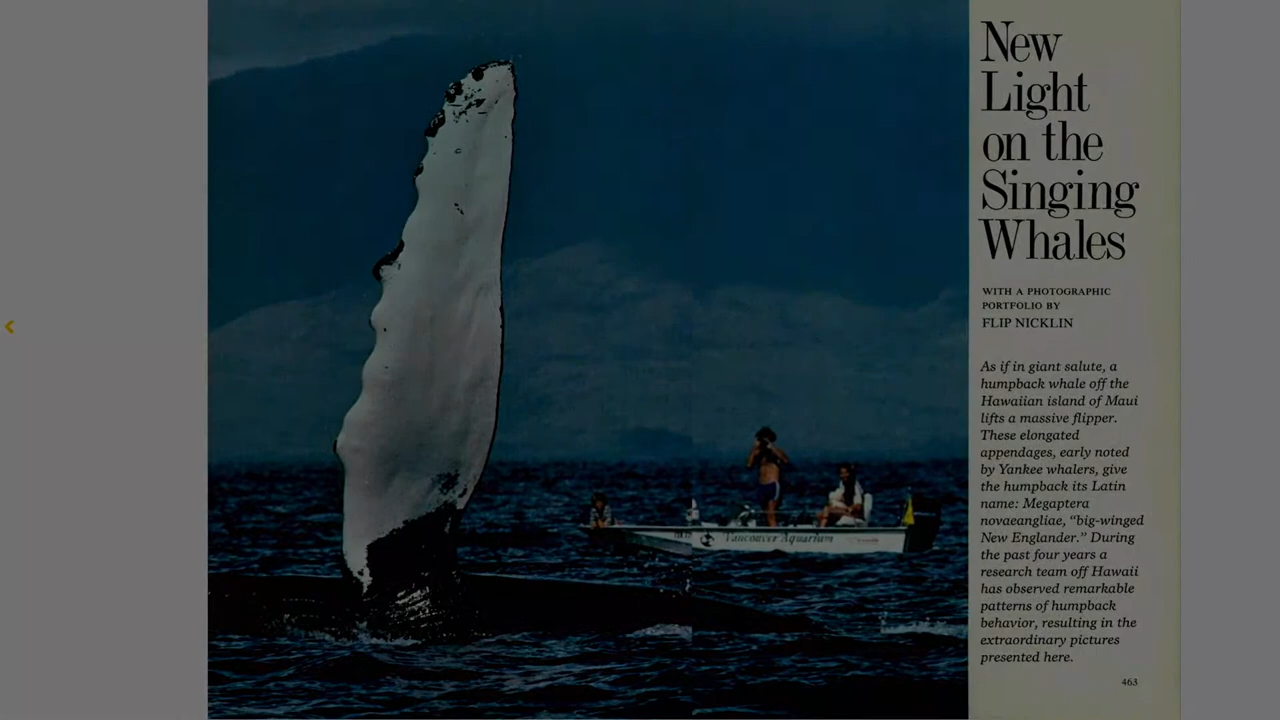 New
Light
on the
Singing
Whales
WITH A PHOTOGRAPHIC
PORTFOLIO BY
FLIP NICKLIN
As if in giant salute, a
humpback whale off the
Hawaiian island of Maui
lifts a massive flipper.
These elongated
appendages, early noted
by Yankee whalers, give
the humpback its Latin
name: Megaptera
novaeangliae, “big-winged
New Englander.” During
the past four years a
research team off Hawaii
has observed remarkable
patterns of humpback
behavior, resulting in the
extraordinary pictures
presented here.
463
Vancouver Aquarium